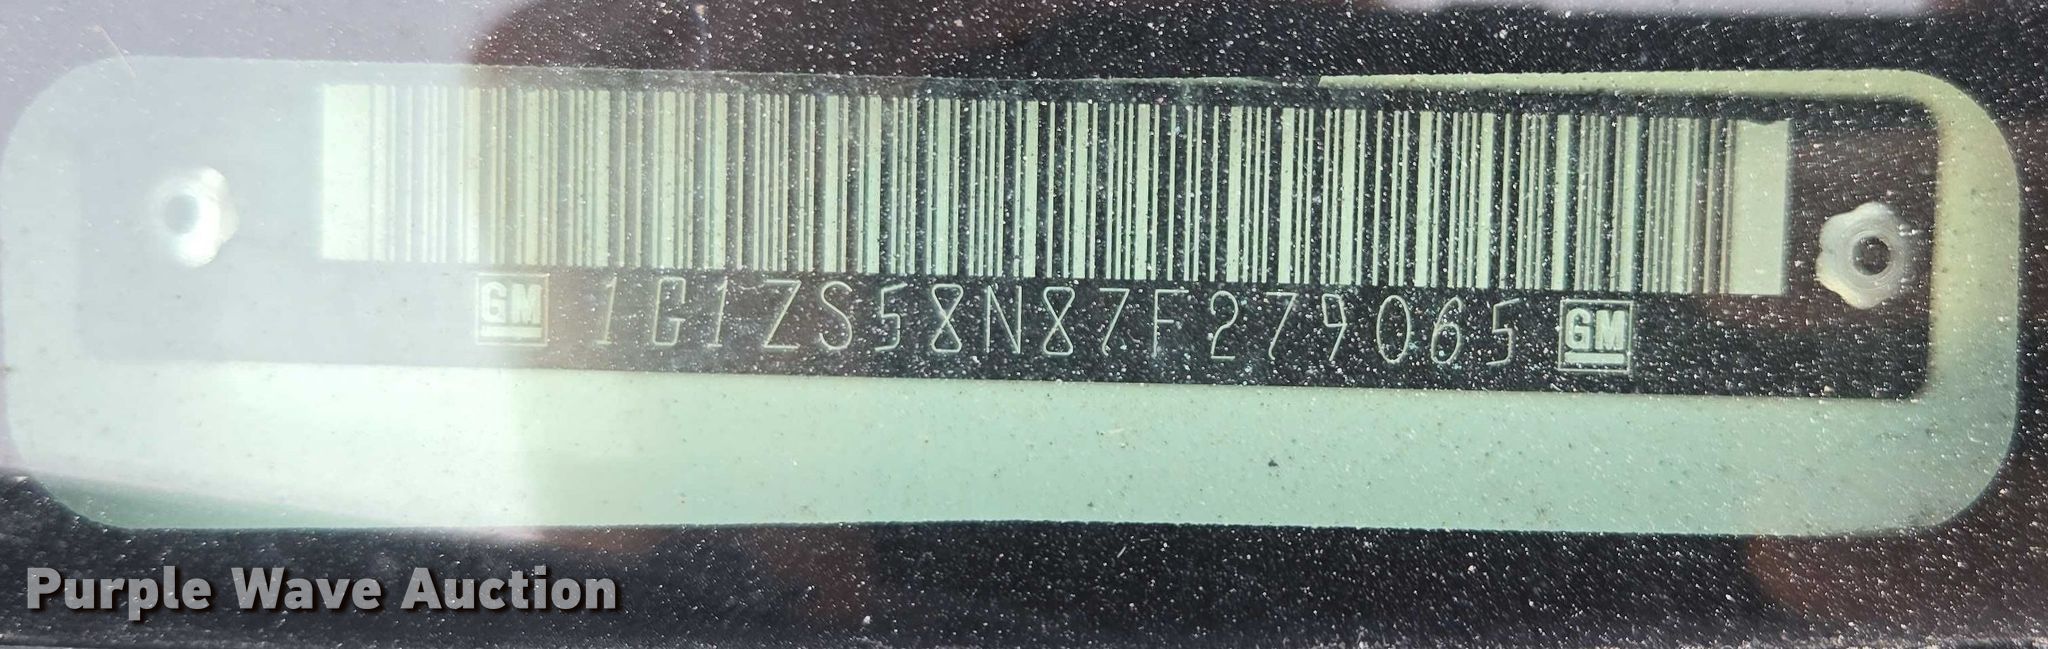 GM 1G1ZS58N87F279065 GM
Purple Wave Auction